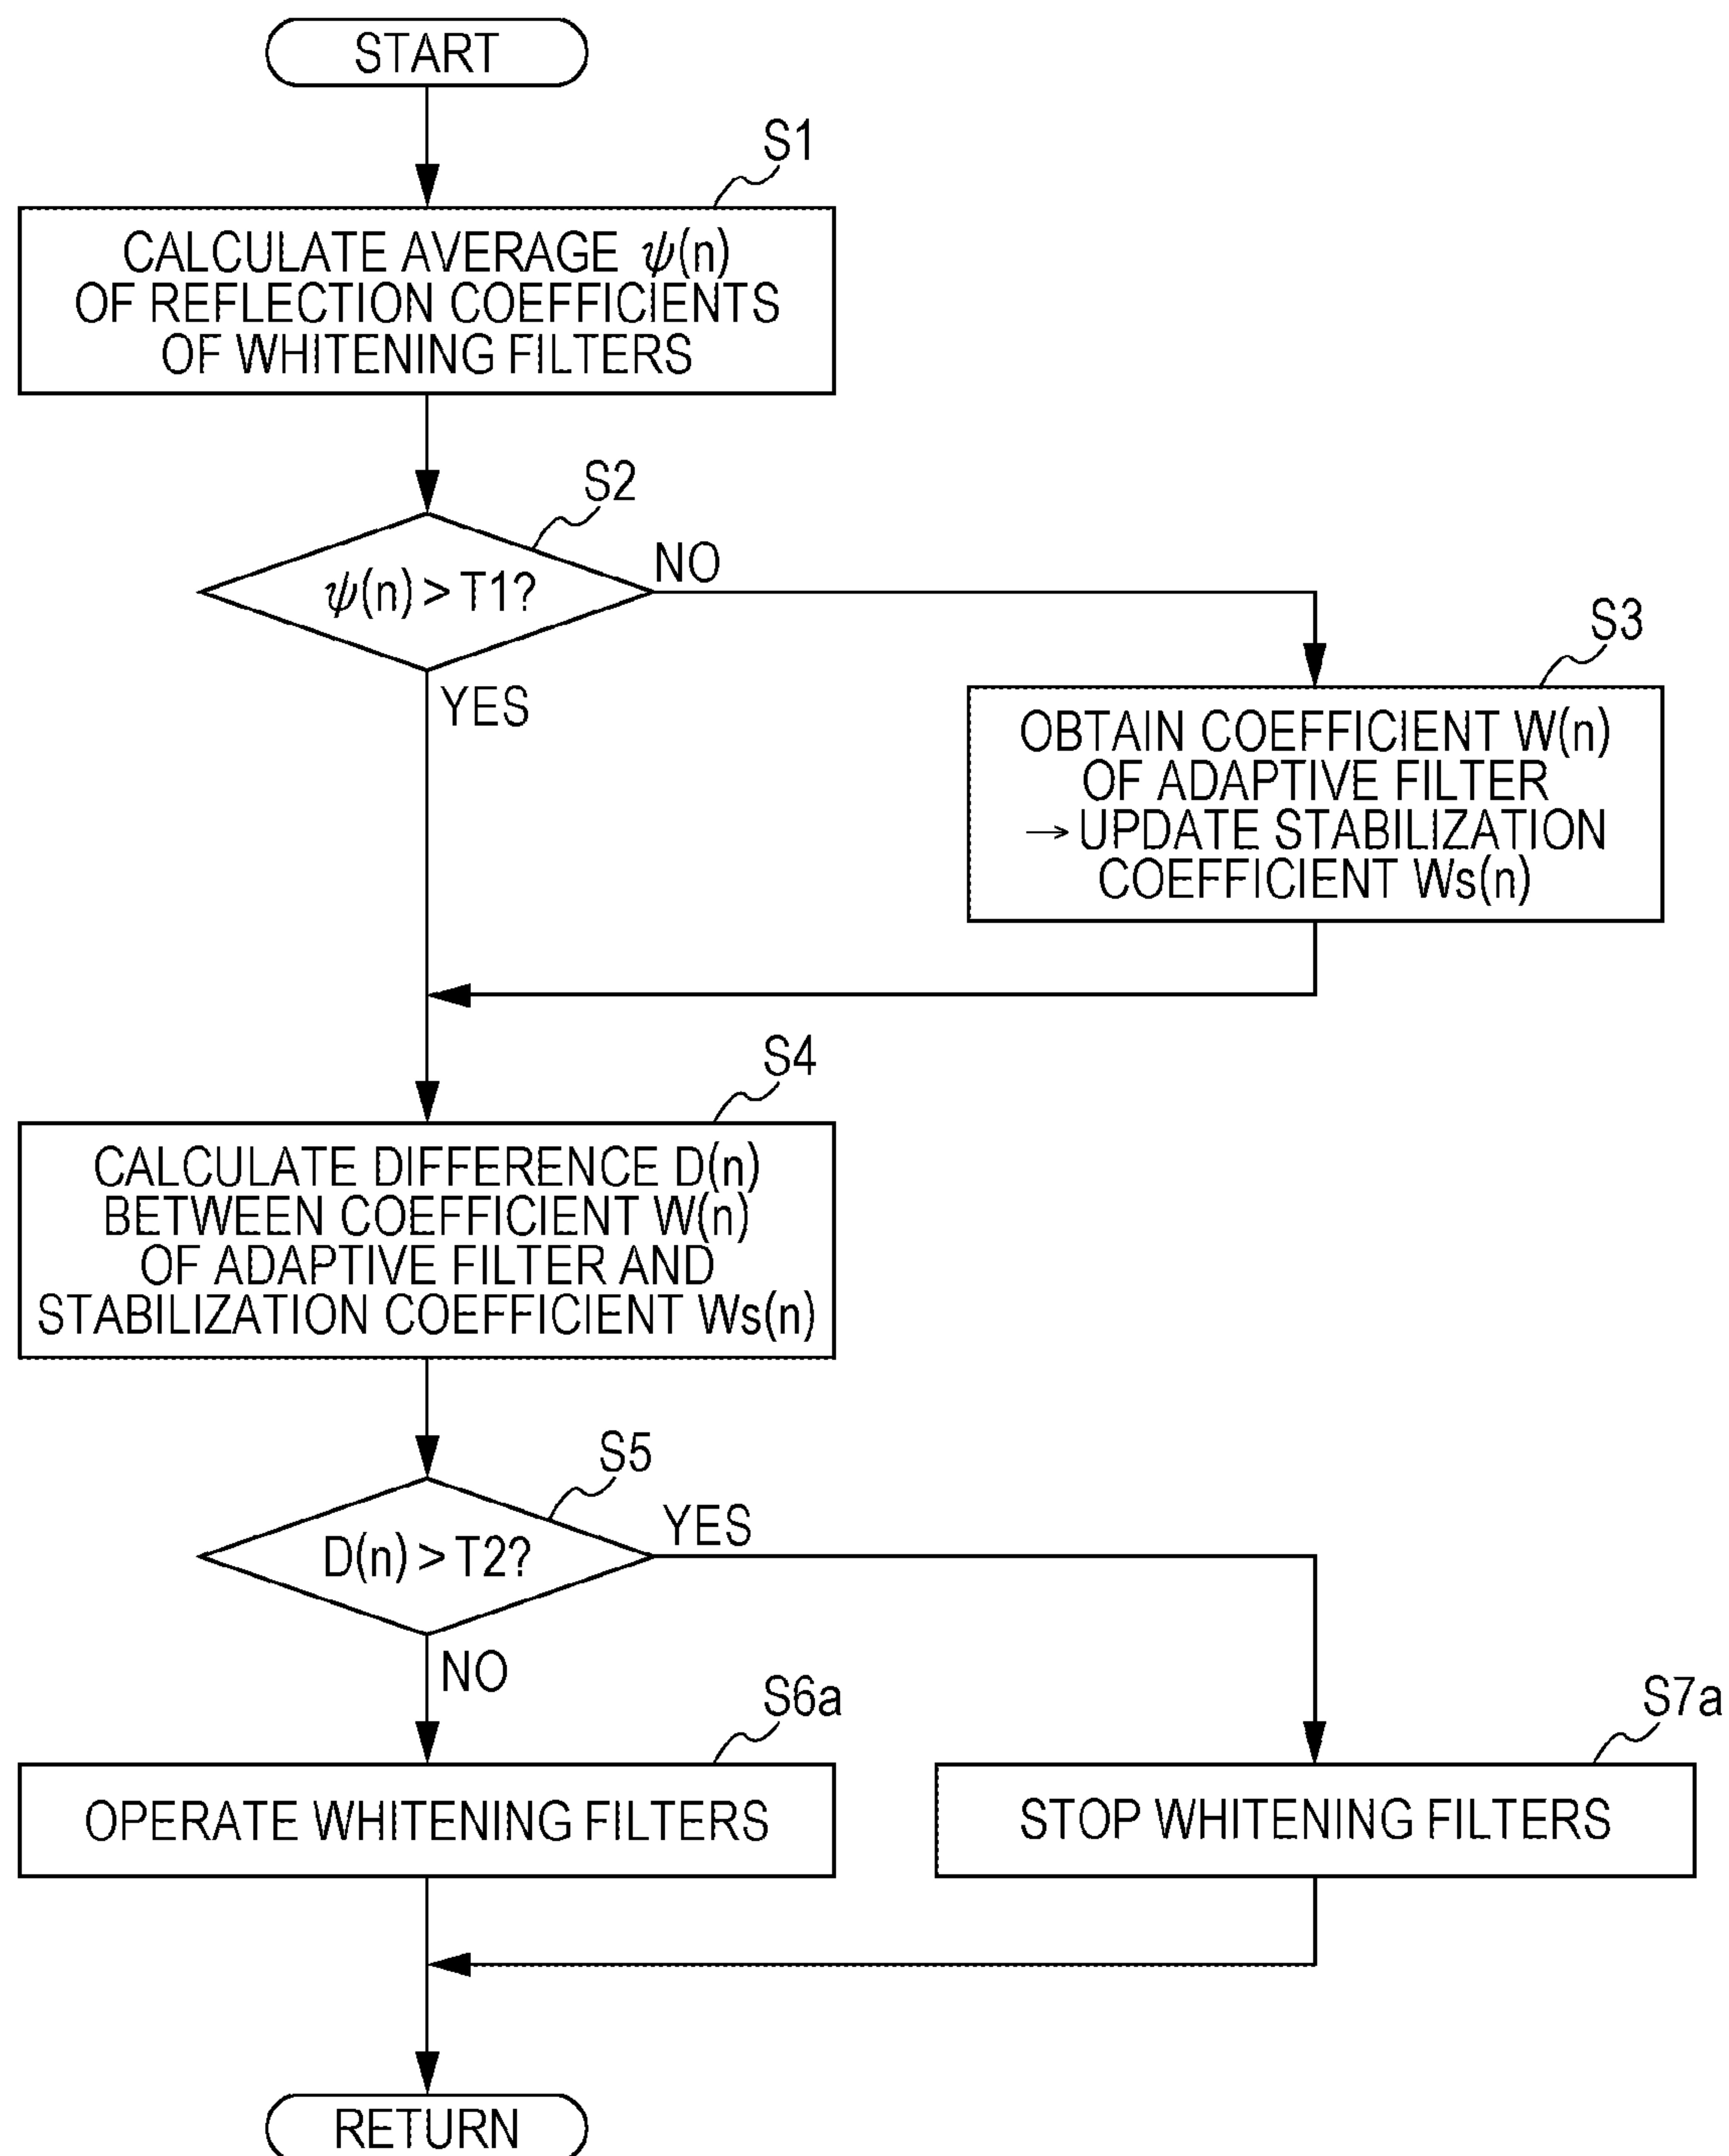 START
S1
CALCULATE AVERAGE ψ(n)
OF REFLECTION COEFFICIENTS
OF WHITENING FILTERS
S2
ψ(n) > T1?
NO
YES
S3
OBTAIN COEFFICIENT W(n)
OF ADAPTIVE FILTER
→ UPDATE STABILIZATION
COEFFICIENT Ws(n)
S4
CALCULATE DIFFERENCE D(n)
BETWEEN COEFFICIENT W(n)
OF ADAPTIVE FILTER AND
STABILIZATION COEFFICIENT Ws(n)
S5
D(n) > T2?
YES
NO
S6a
OPERATE WHITENING FILTERS
S7a
STOP WHITENING FILTERS
RETURN